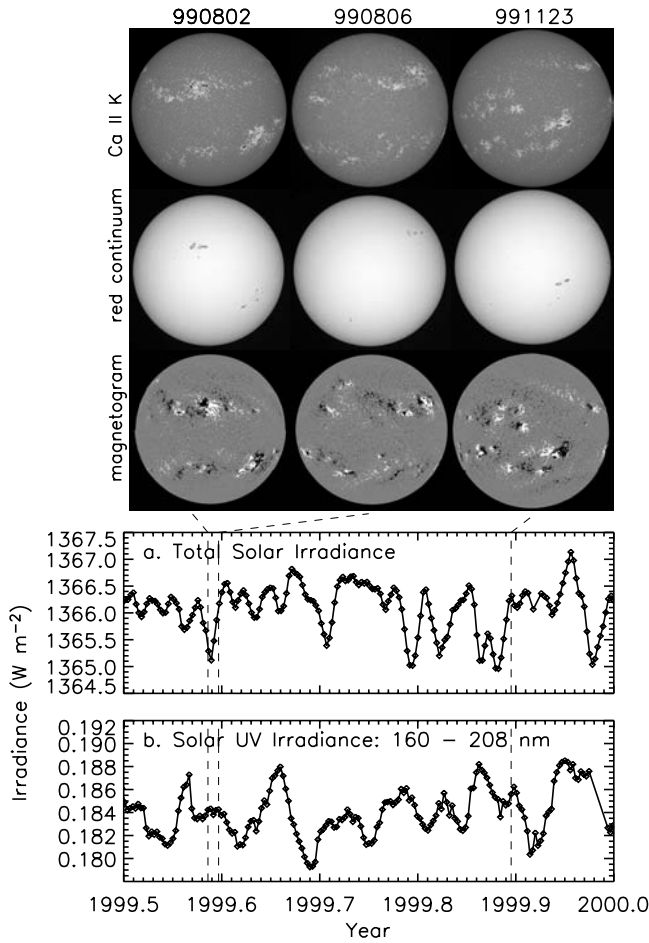 990802 990806 991123
Ca II K
red continuum
magnetogram
Irradiance (W m−2)
1367.5
1367.0
1366.5
1366.0
1365.5
1365.0
1364.5
a. Total Solar Irradiance
0.192
0.190
0.188
0.186
0.184
0.182
0.180
b. Solar UV Irradiance: 160 − 208 nm
1999.5 1999.6 1999.7 1999.8 1999.9 2000.0
Year